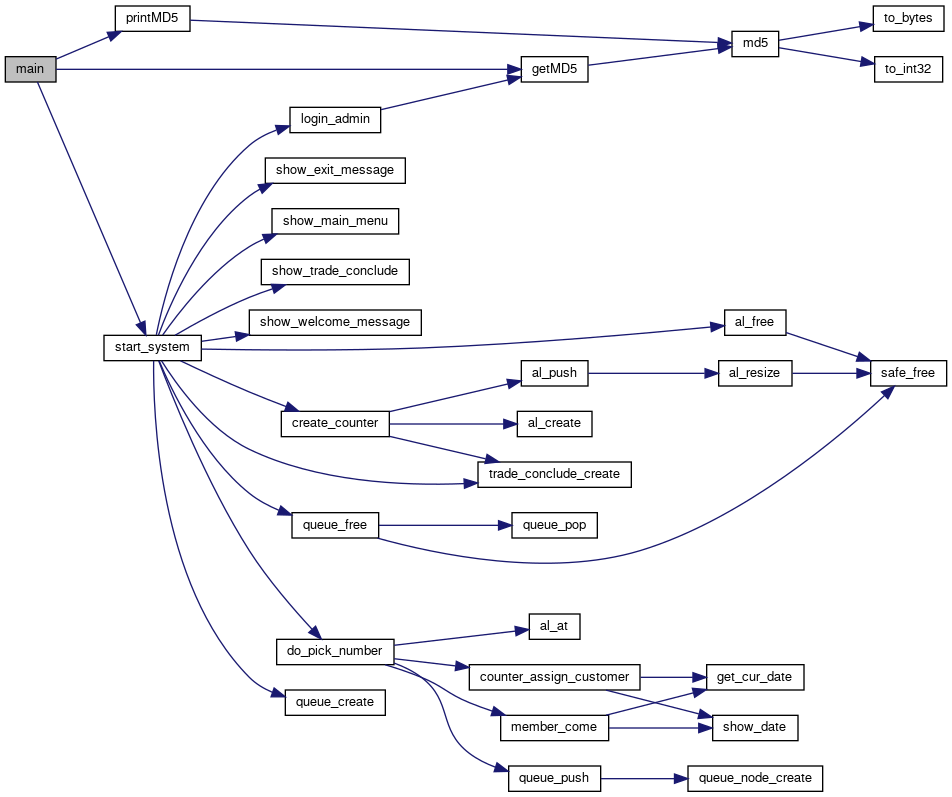 printMD5
to_bytes
md5
main
getMD5
to_int32
login_admin
show_exit_message
show_main_menu
show_trade_conclude
show_welcome_message
al_free
start_system
al_push
al_resize
safe_free
create_counter
al_create
trade_conclude_create
queue_free
queue_pop
al_at
do_pick_number
counter_assign_customer
get_cur_date
queue_create
member_come
show_date
queue_push
queue_node_create